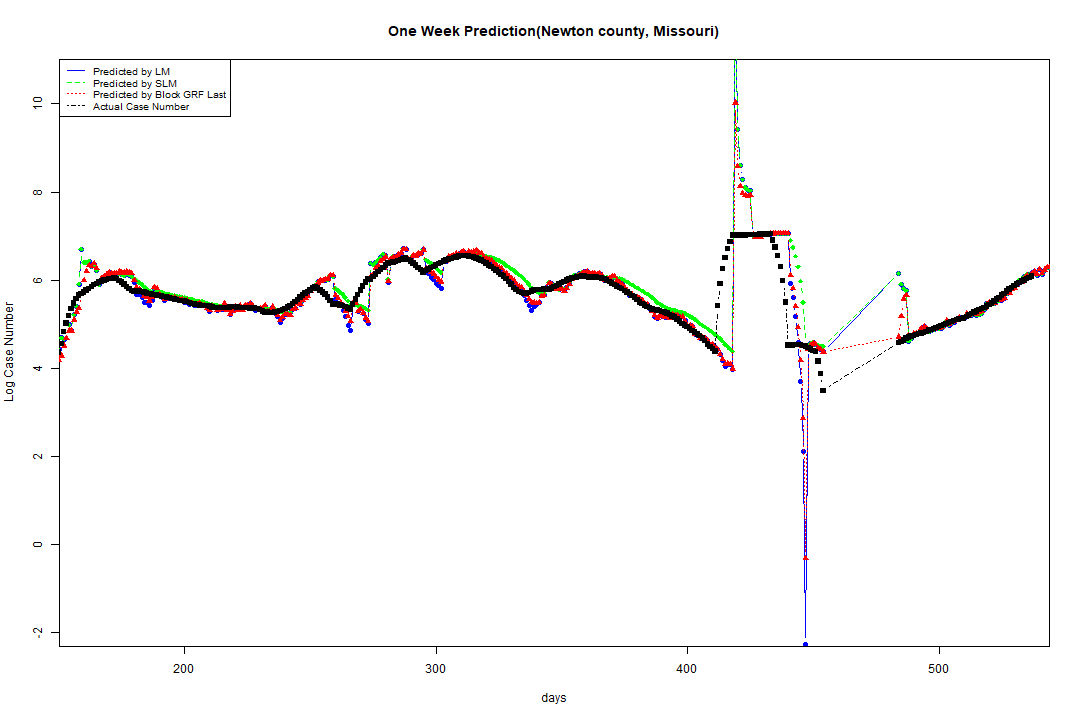 One Week Prediction(Newton county, Missouri)
Predicted by LM
Predicted by SLM
Predicted by Block GRF Last
Actual Case Number
10
8
6
4
2
0
-2
Log Case Number
200
300
400
500
days